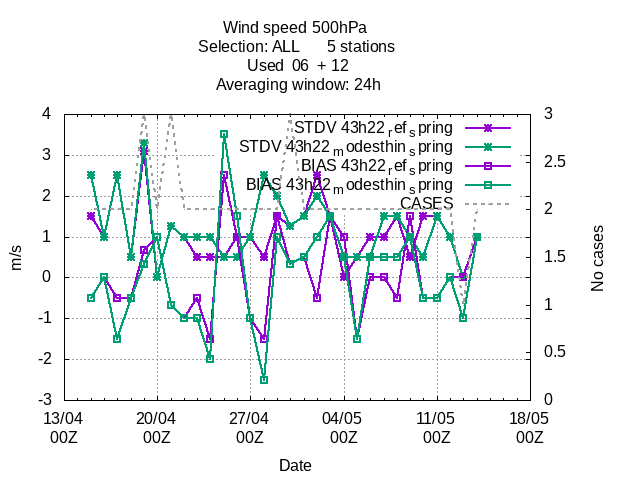 Wind speed 500hPa
Selection: ALL 5 stations
Used 06 + 12
Averaging window: 24h
STDV 43h22_ref_spring
STDV 43h22_modesthin_spring
BIAS 43h22_ref_spring
BIAS 43h22_modesthin_spring
CASES
4
3
2
1
0
-1
-2
-3
m/s
3
2.5
2
1.5
1
0.5
0
No cases
13/04 20/04 27/04 04/05 11/05 18/05
00Z 00Z 00Z 00Z 00Z 00Z
Date